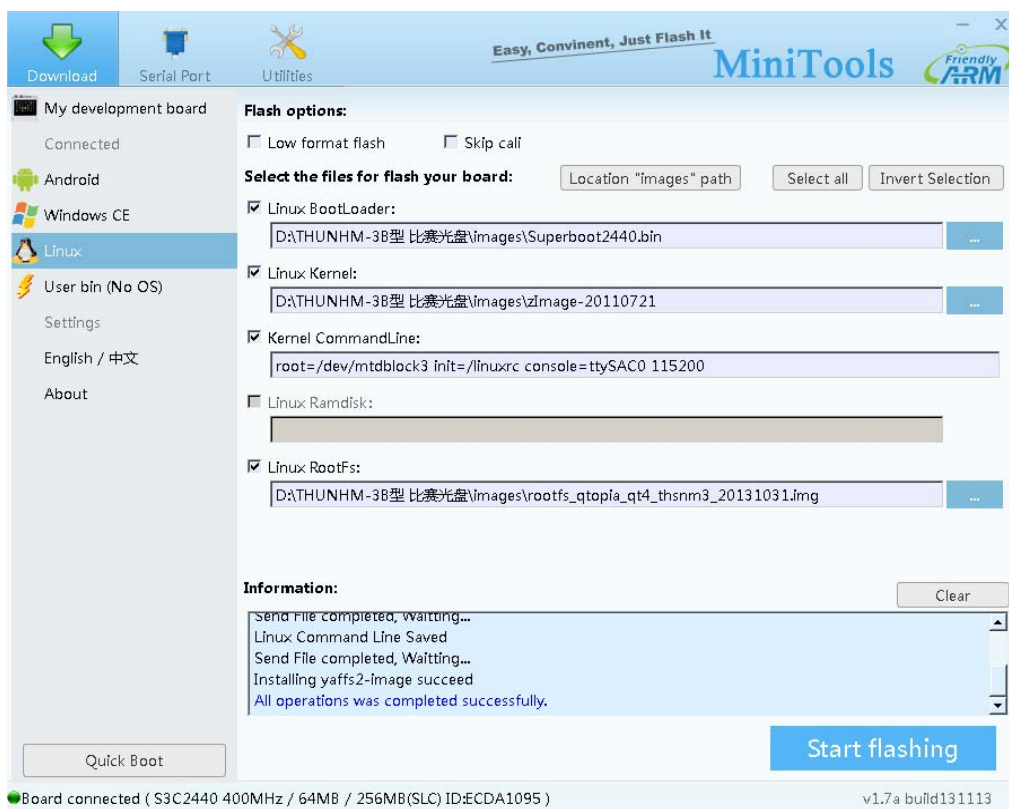 Easy, Convinent, Just Flash It
MiniTools
Friendly
ARM
Download
Serial Port
Utilities
My development board
Connected
Android
Windows CE
Linux
User bin (No OS)
Settings
English / 中文
About
Quick Boot
Flash options:
Low format flash Skip cali
Select the files for flash your board: Location "images" path Select all Invert Selection
Linux BootLoader:
D:\THUNHM-3B型 比赛光盘\images\Superboot2440.bin ...
Linux Kernel:
D:\THUNHM-3B型 比赛光盘\images\zImage-20110721 ...
Kernel CommandLine:
root=/dev/mtdblock3 init=/linuxrc console=ttySAC0 115200
Linux Ramdisk:
Linux RootFs:
D:\THUNHM-3B型 比赛光盘\images\rootfs_qtopia_qt4_thsnm3_20131031.img ...
Information:
Clear
Send File completed, Waitting...
Linux Command Line Saved
Send File completed, Waitting...
Installing yaffs2-image succeed
All operations was completed successfully.
Start flashing
Board connected ( S3C2440 400MHz / 64MB / 256MB(SLC) ID:ECDA1095 )
v1.7a build131113